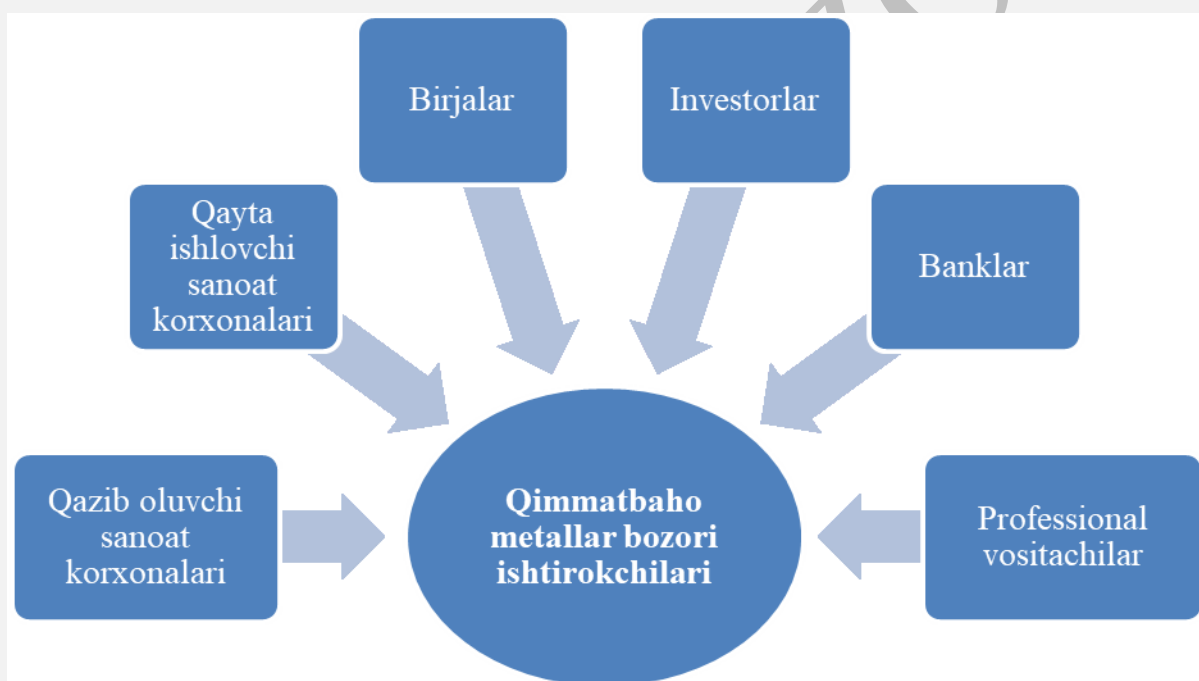 Birjalar
Investorlar
Qayta
ishlovchi
sanoat
korxonalari
Banklar
Qazib oluvchi
sanoat
korxonalari
Qimmatbaho
metallar bozori
ishtirokchilari
Professional
vositachilar